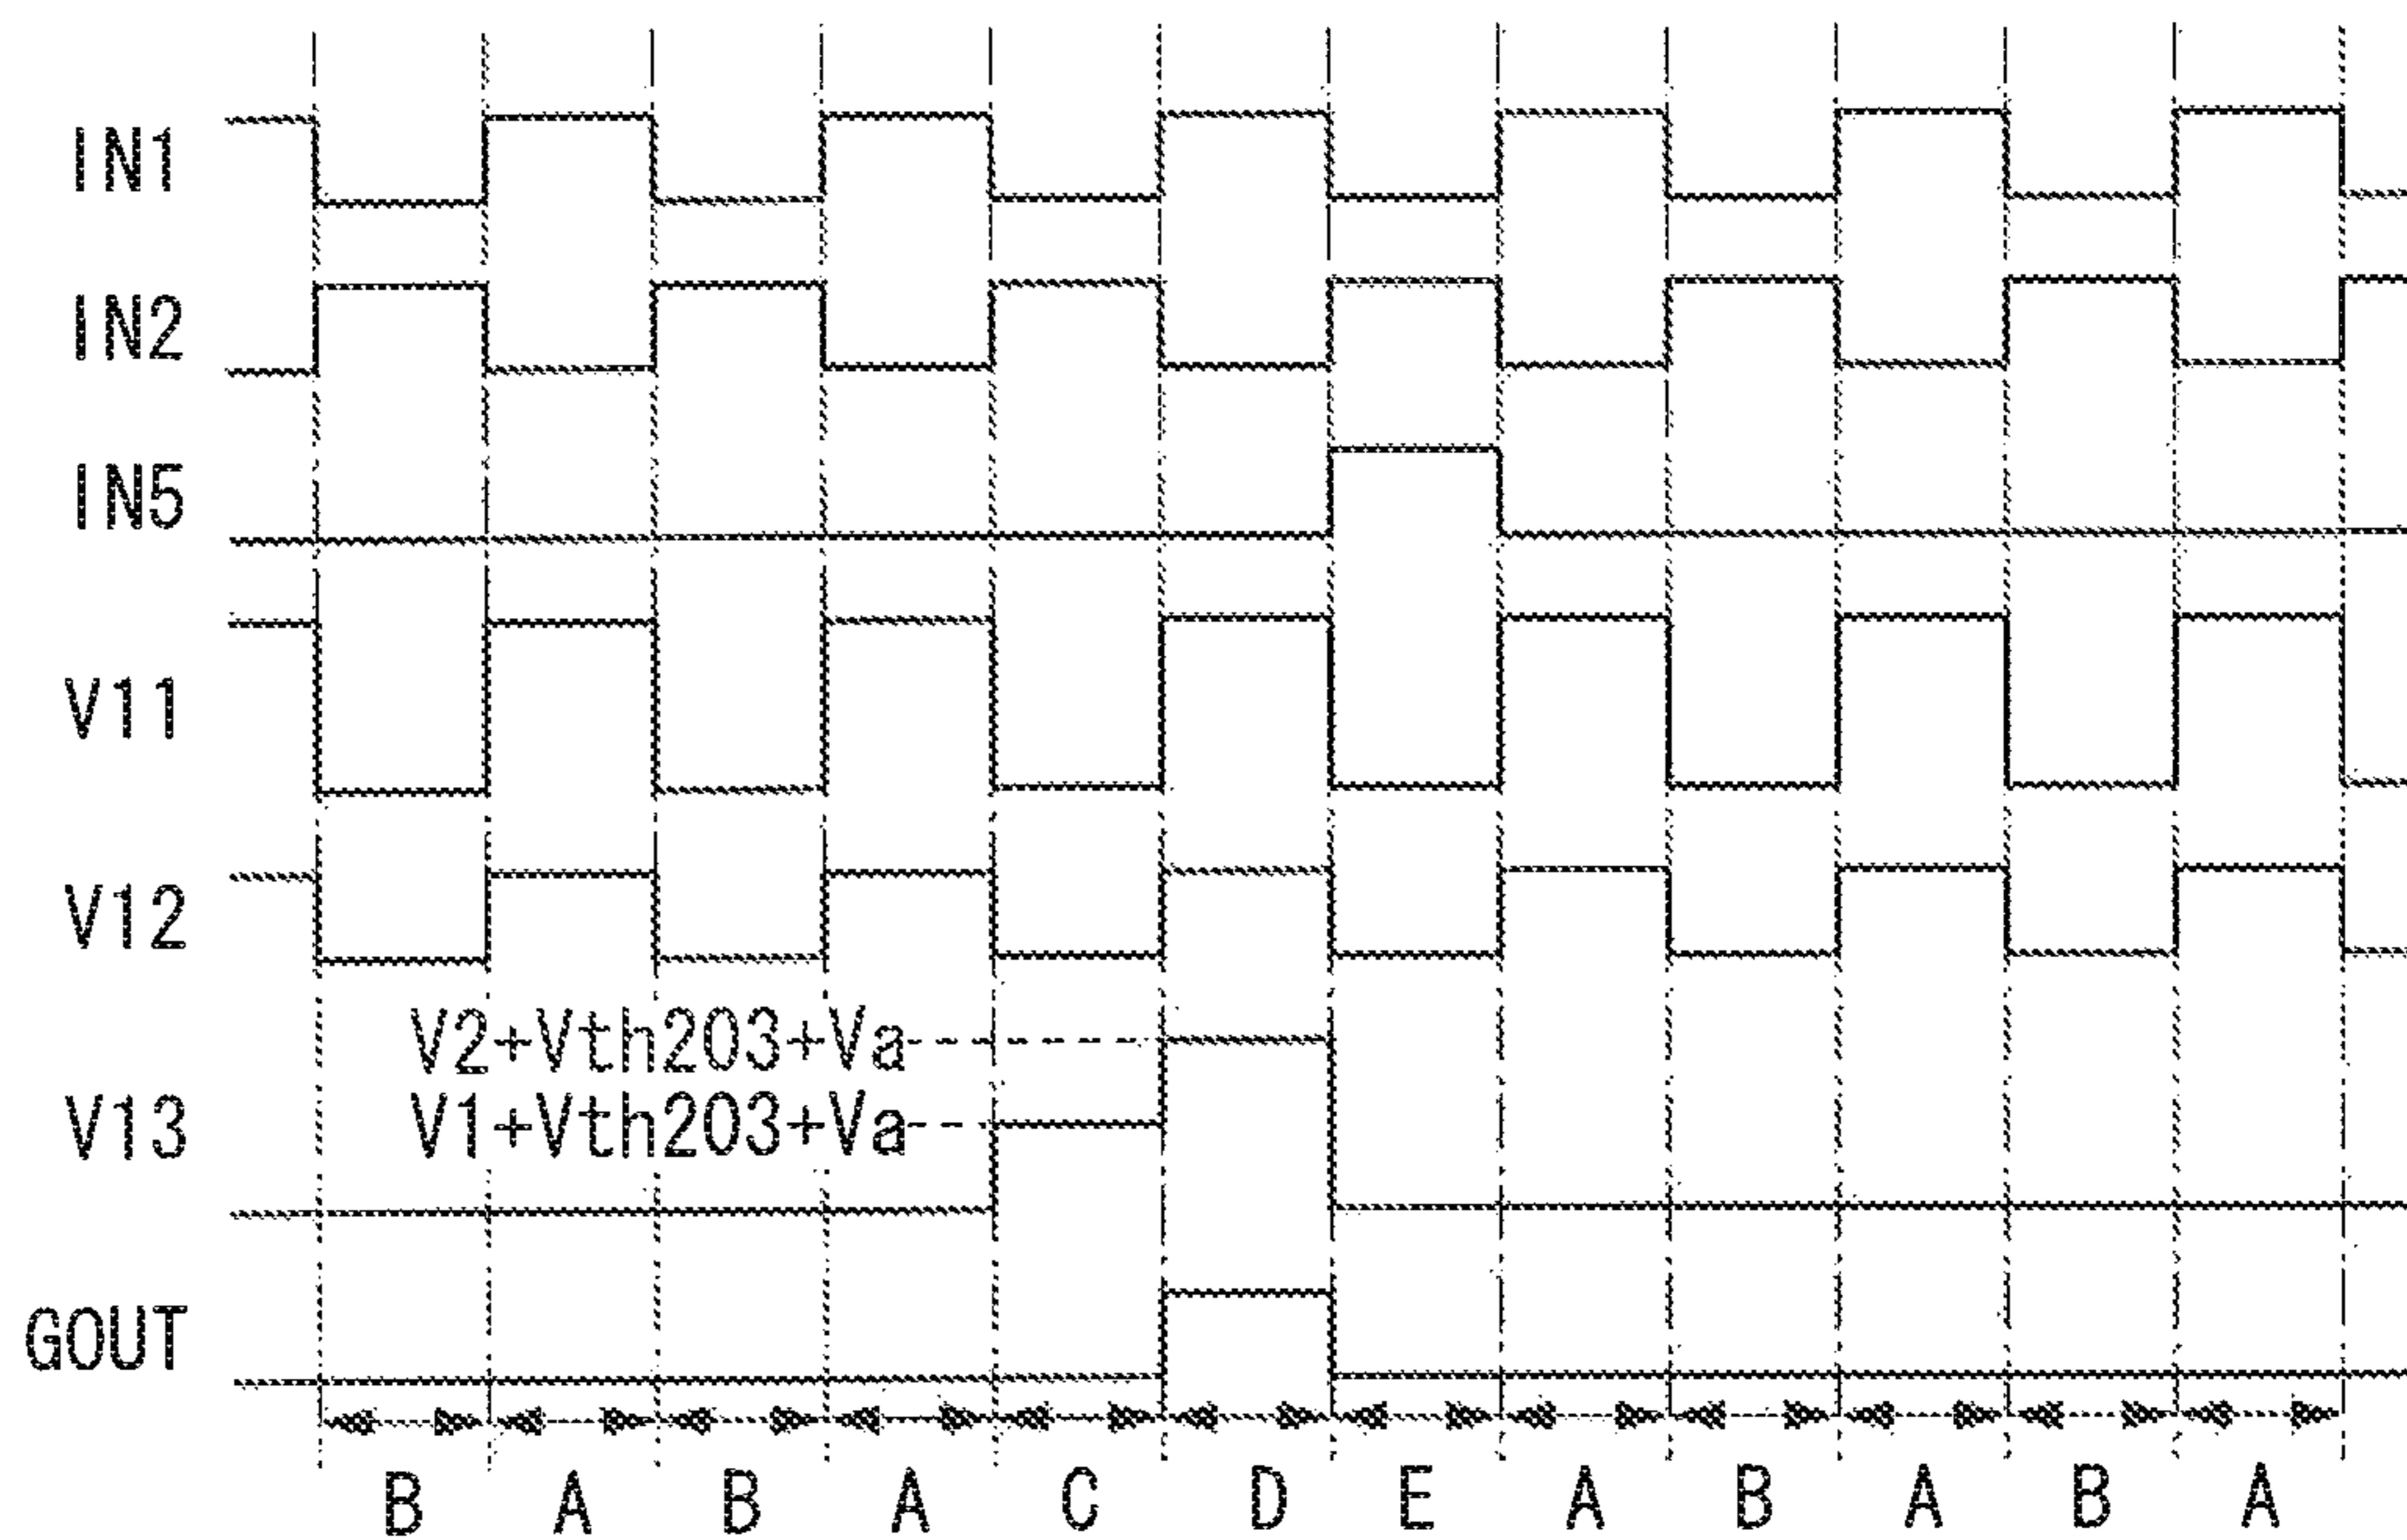 IN1
IN2
IN5
V11
V12
V2+Vth203+Va
V1+Vth203+Va
V13
GOUT
B A B A C D E A B A B A